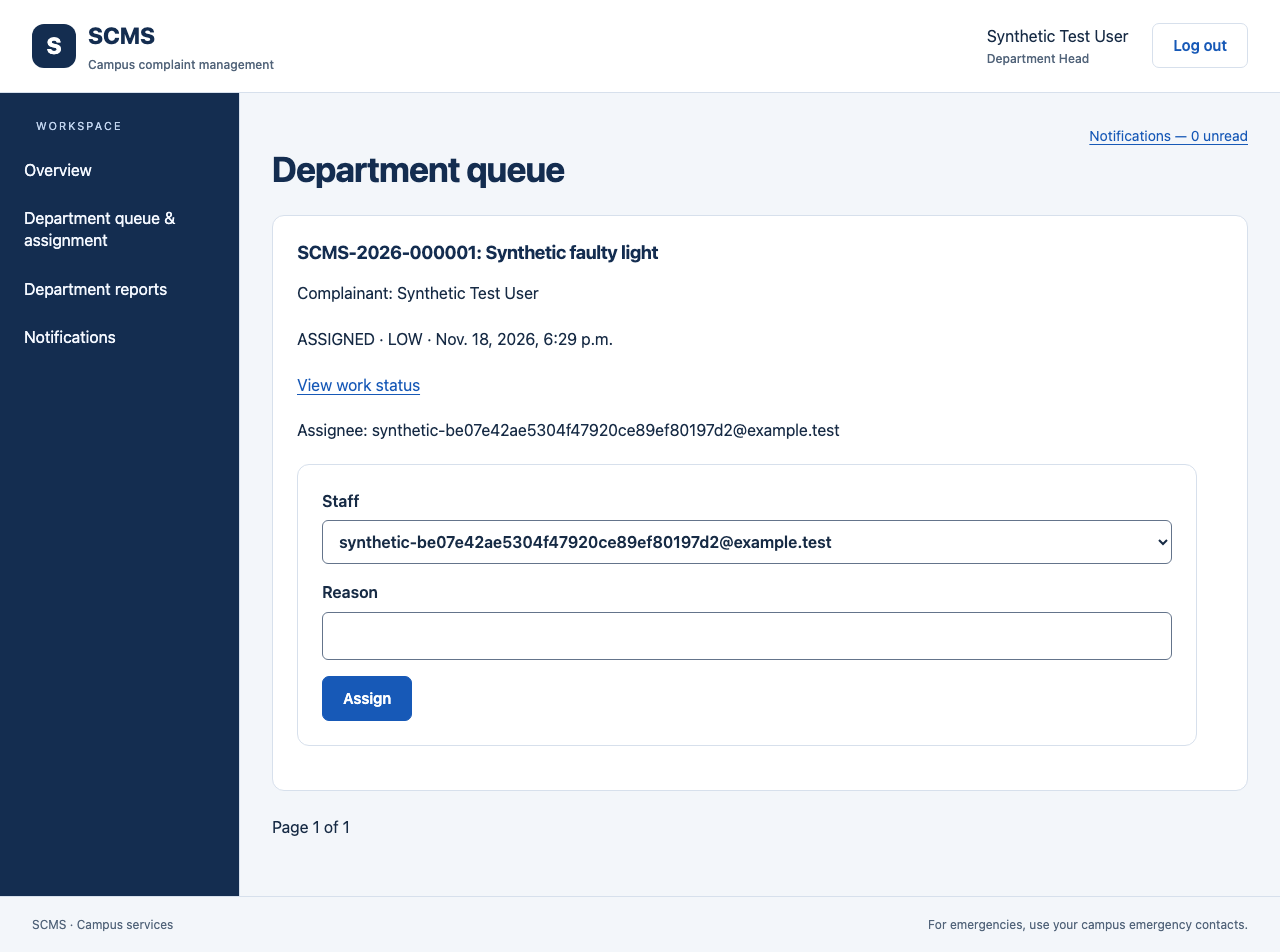 S
SCMS
Campus complaint management
Synthetic Test User
Department Head
Log out
WORKSPACE
Overview
Department queue &
assignment
Department reports
Notifications
Notifications — 0 unread
Department queue
SCMS-2026-000001: Synthetic faulty light
Complainant: Synthetic Test User
ASSIGNED · LOW · Nov. 18, 2026, 6:29 p.m.
View work status
Assignee: synthetic-be07e42ae5304f47920ce89ef80197d2@example.test
Staff
synthetic-be07e42ae5304f47920ce89ef80197d2@example.test
Reason
Assign
Page 1 of 1
SCMS · Campus services
For emergencies, use your campus emergency contacts.